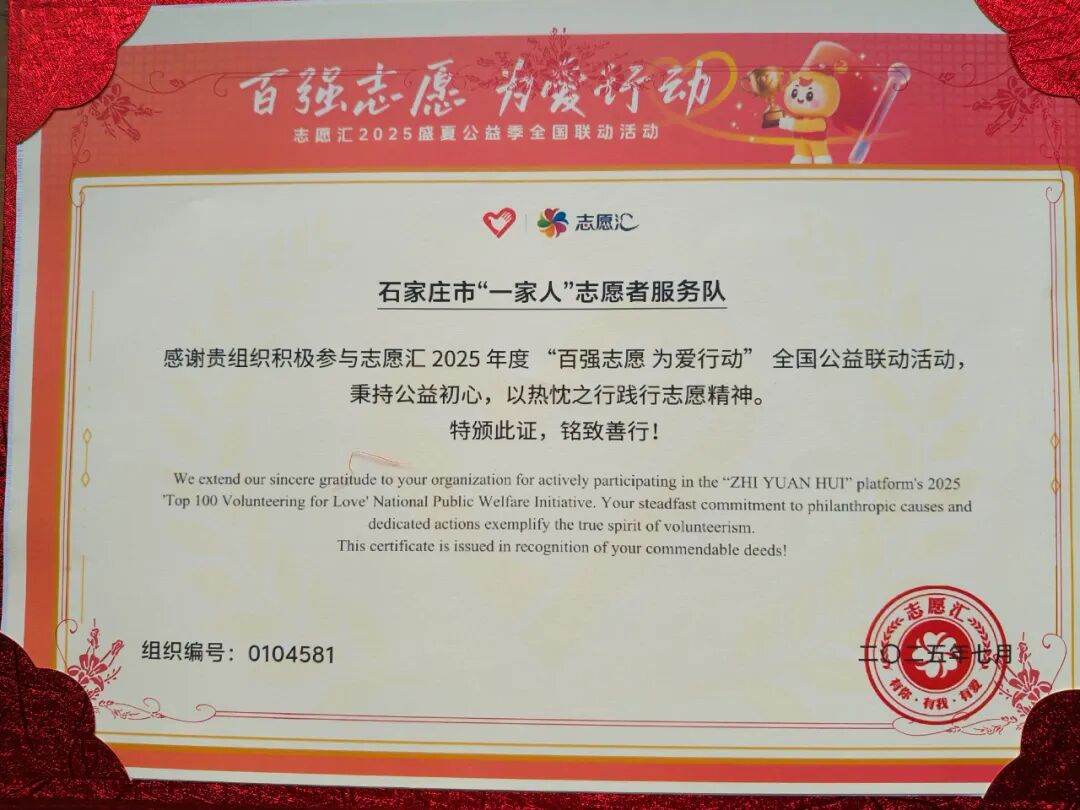 百强志愿 为爱行动
志愿汇2025盛夏公益季全国联动活动
志愿汇
石家庄市“一家人”志愿者服务队
感谢贵组织积极参与志愿汇 2025 年度 “百强志愿 为爱行动” 全国公益联动活动，
秉持公益初心，以热忱之行践行志愿精神。
特颁此证，铭致善行！
We extend our sincere gratitude to your organization for actively participating in the “ZHI YUAN HUI” platform's 2025
'Top 100 Volunteering for Love' National Public Welfare Initiative. Your steadfast commitment to philanthropic causes and
dedicated actions exemplify the true spirit of volunteerism.
This certificate is issued in recognition of your commendable deeds!
组织编号：0104581
志愿汇
二〇二五年七月
有你·有我·有爱